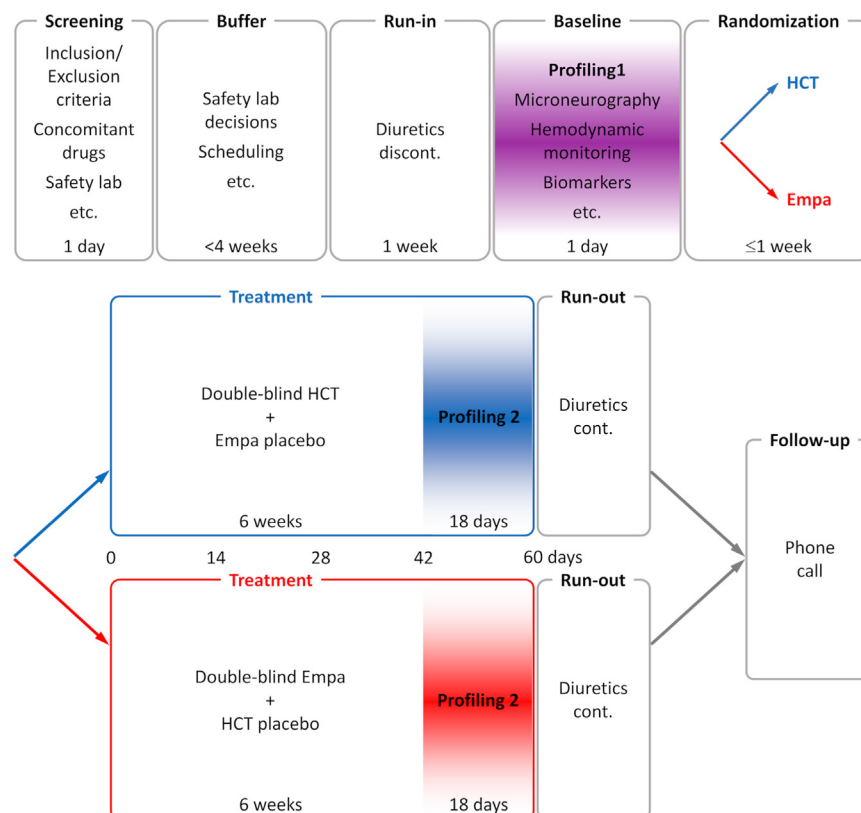 Screening
Inclusion/
Exclusion
criteria
Concomitant
drugs
Safety lab
etc.
1 day
Buffer
Safety lab
decisions
Scheduling
etc.
<4 weeks
Run-in
Diuretics
discont.
1 week
Baseline
Profiling1
Microneurography
Hemodynamic
monitoring
Biomarkers
etc.
1 day
Randomization
HCT
Empa
≤1 week
Treatment
Double-blind HCT
+
Empa placebo
6 weeks
Profiling 2
18 days
Run-out
Diuretics
cont.
0 14 28 42 60 days
Treatment
Double-blind Empa
+
HCT placebo
6 weeks
Profiling 2
18 days
Run-out
Diuretics
cont.
Follow-up
Phone
call